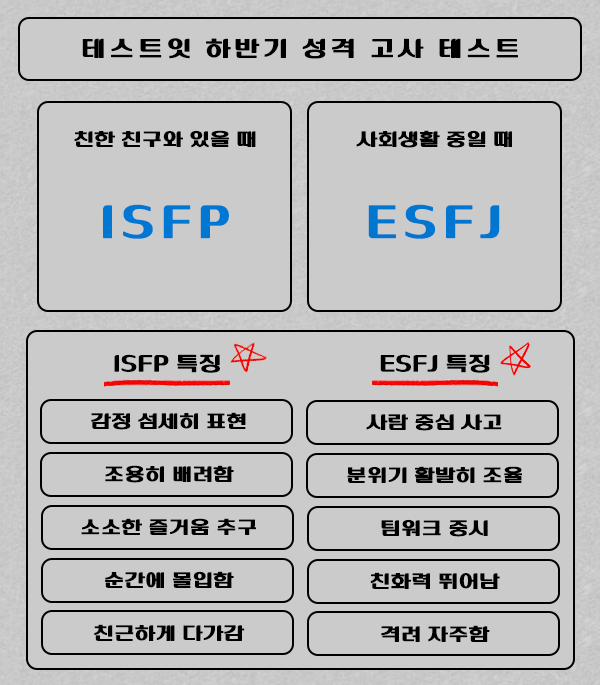 테스트잇 하반기 성격 고사 테스트
친한 친구와 있을 때
ISFP
사회생활 중일 때
ESFJ
ISFP 특징
감정 섬세히 표현
조용히 배려함
소소한 즐거움 추구
순간에 몰입함
친근하게 다가감
ESFJ 특징
사람 중심 사고
분위기 활발히 조율
팀워크 중시
친화력 뛰어남
격려 자주함